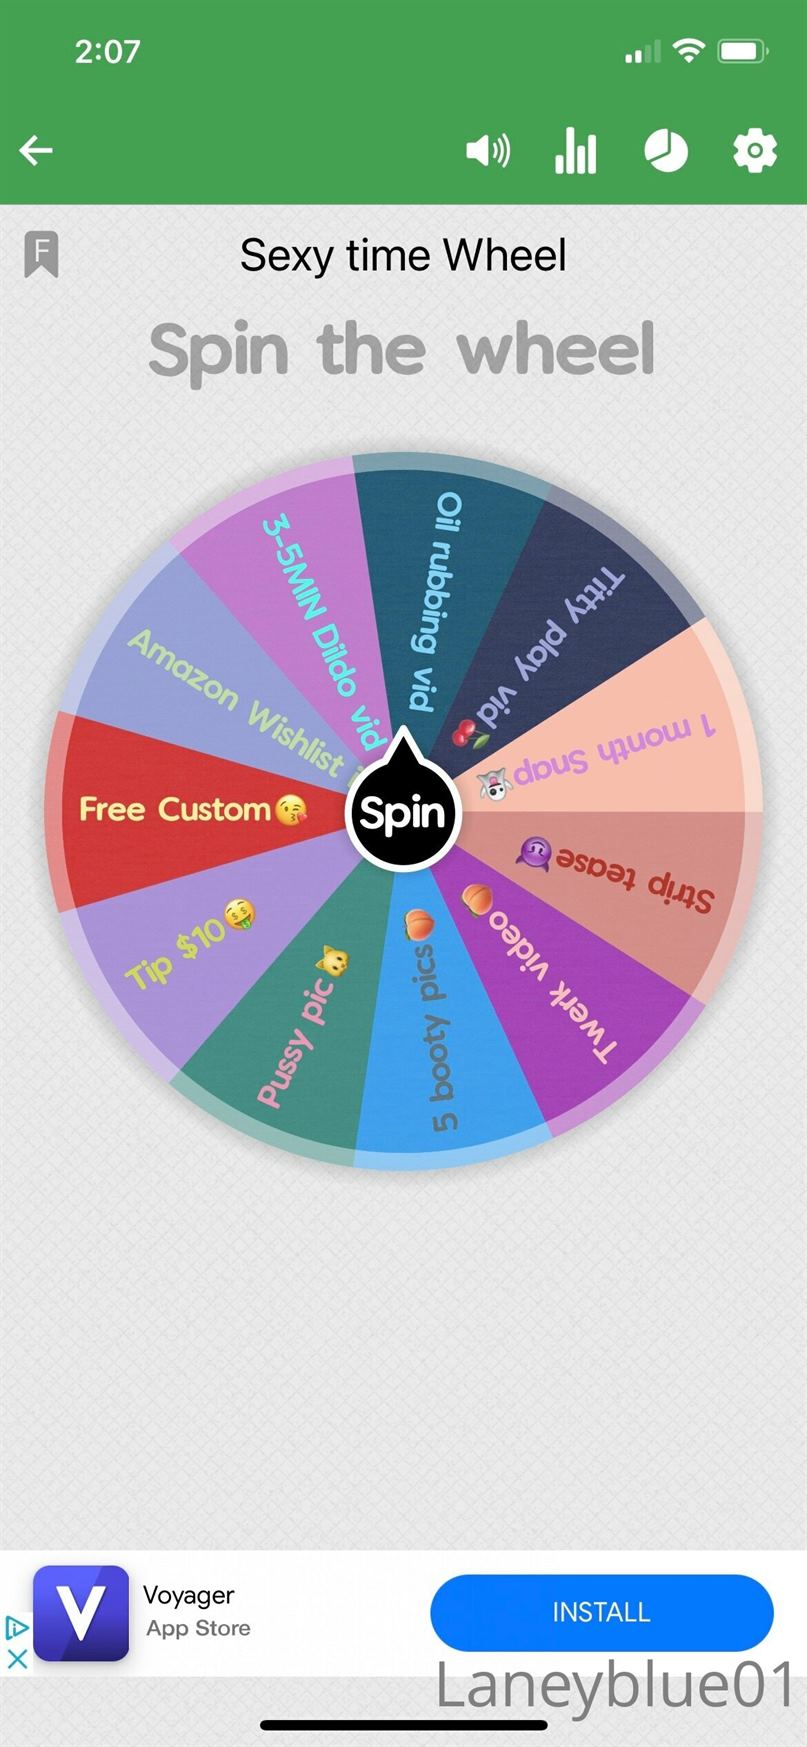 2:07
F
Sexy time Wheel
Spin the wheel
Oil rubbing vid
Titty play vid🍒
1 month Snap👻
Strip tease😈
Twerk video🍑
5 booty pics🍑
Pussy pic🐱
Tip $10🤑
Free Custom😘
Amazon Wishlist
3-5MIN Dildo vid
Spin
V
Voyager
App Store
INSTALL
Laneyblue01